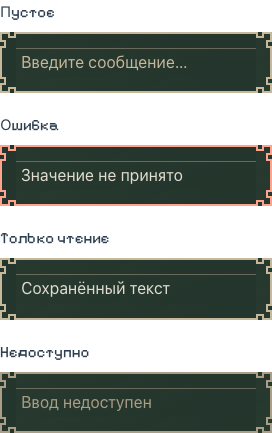 Пустое
Введите сообщение...
Ошибка
Значение не принято
Только чтение
Сохранённый текст
Недоступно
Ввод недоступен